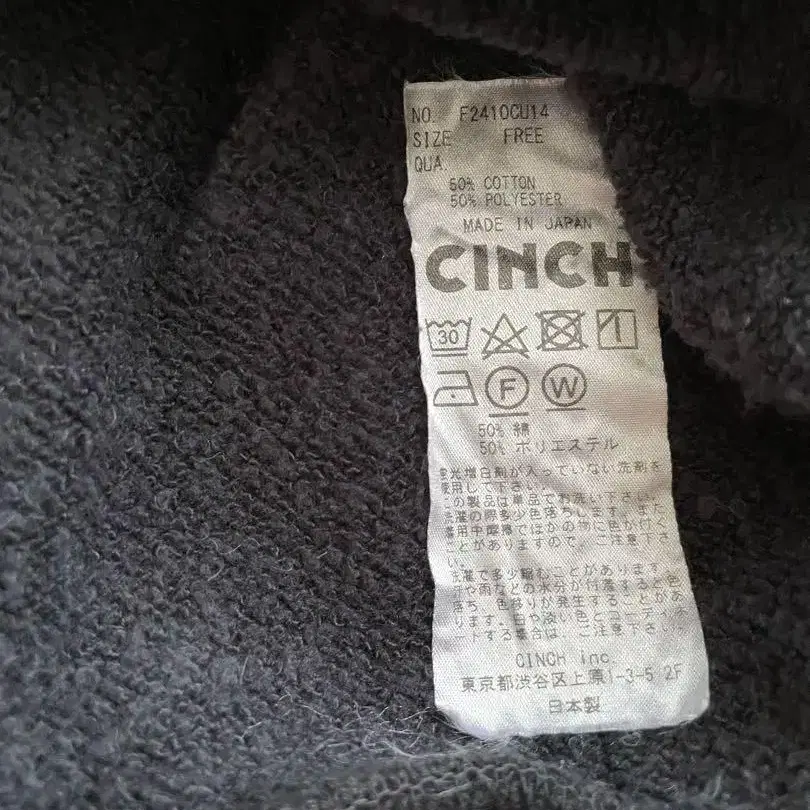 NO. F2410CU14
SIZE FREE
QUA.
50% COTTON
50% POLYESTER
MADE IN JAPAN
CINCH
30
F W
50% 綿
50% ポリエステル
光増白剤が入っていない洗剤を
使用して下さい。
この製品は単品でお洗い下さい。
洗濯の際多少色落ちします。また
着用中摩擦でほかの物に色が付く
ことがありますので、ご注意下さ
い。
洗濯で多少縮むことがあります。
汗や雨などの水分が付着すると色
落ち、色移りが発生することがあ
ります。白や淡い色とコーディネ
ートする場合は、ご注意下さい。
CINCH inc.
東京都渋谷区上原1-3-5 2F
日本製